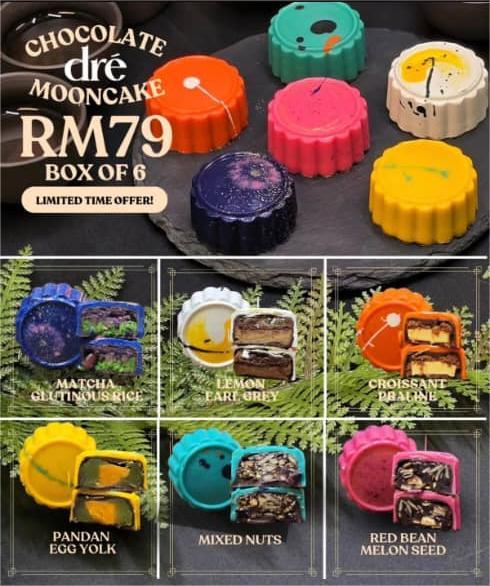 CHOCOLATE
dré
MOONCAKE
RM79
BOX OF 6
LIMITED TIME OFFER!
MATCHA
GLUTINOUS RICE
LEMON
EARL GREY
CROISSANT
PRALINE
PANDAN
EGG YOLK
MIXED NUTS
RED BEAN
MELON SEED